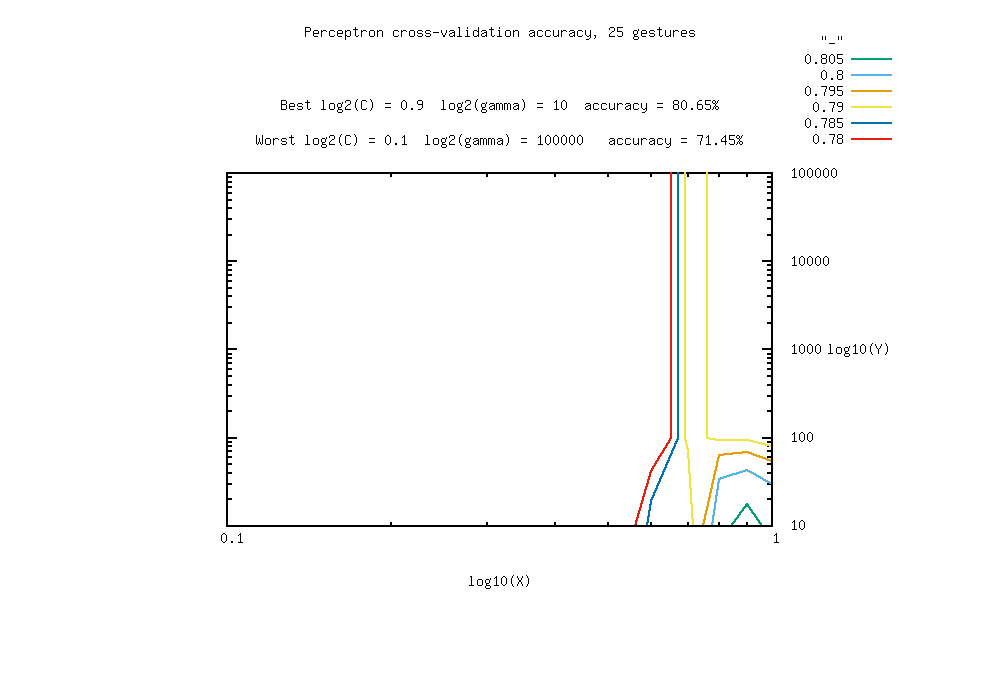 Perceptron cross-validation accuracy, 25 gestures
"_"
0.805
0.8
0.795
0.79
0.785
0.78
Best log2(C) = 0.9 log2(gamma) = 10 accuracy = 80.65%
Worst log2(C) = 0.1 log2(gamma) = 100000 accuracy = 71.45%
100000
10000
1000 log10(Y)
100
10
0.1 1
log10(X)